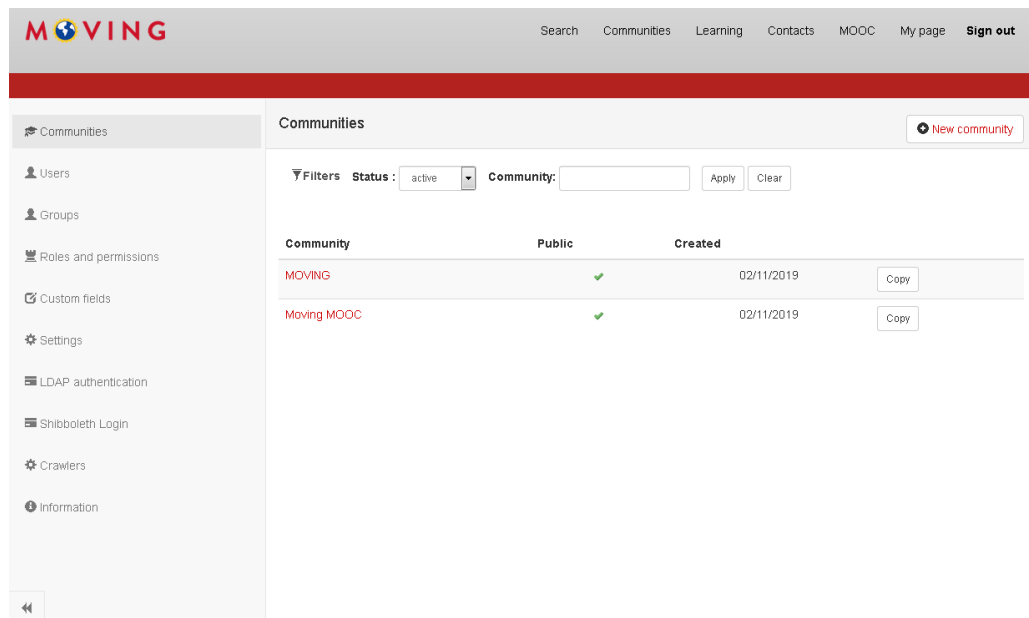 MOVING
Search Communities Learning Contacts MOOC My page Sign out
Communities
Users
Groups
Roles and permissions
Custom fields
Settings
LDAP authentication
Shibboleth Login
Crawlers
Information
Communities
New community
Filters Status : active Community: Apply Clear
Community Public Created
MOVING 02/11/2019 Copy
Moving MOOC 02/11/2019 Copy